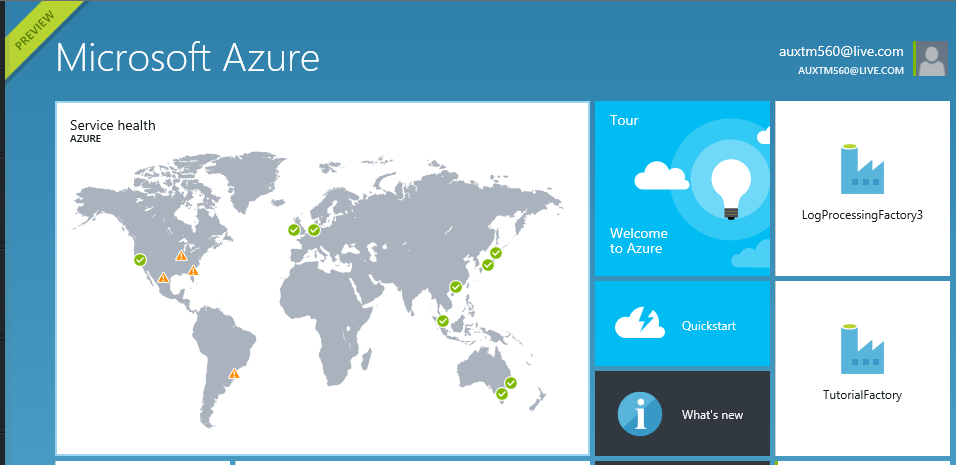 PREVIEW
Microsoft Azure
auxtm560@live.com
AUXTM560@LIVE.COM
Service health
AZURE
Tour
Welcome
to Azure
LogProcessingFactory3
Quickstart
What's new
TutorialFactory